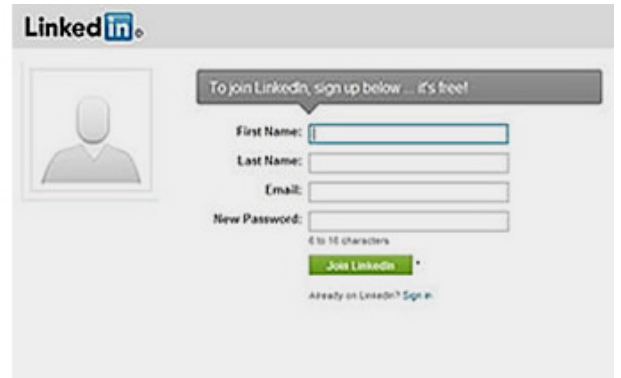 Linked in
To join LinkedIn, sign up below ... it's free!
First Name:
Last Name:
Email:
New Password:
6 to 16 characters
Join LinkedIn *
Already on LinkedIn? Sign in